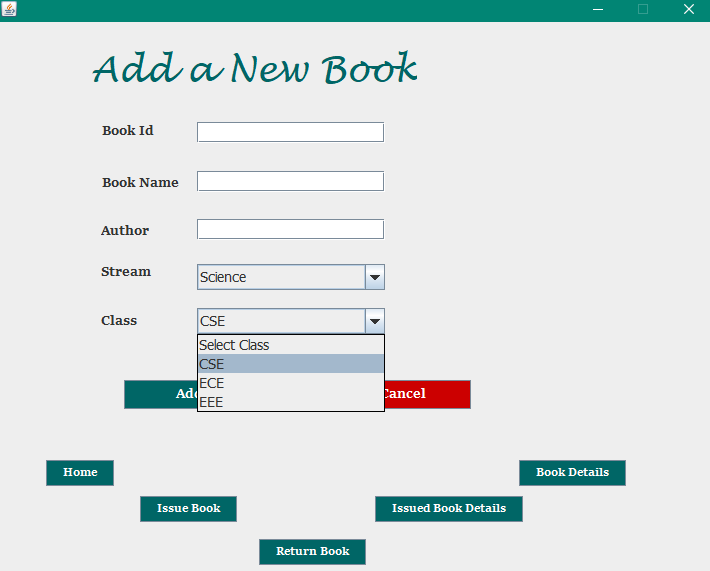 Add a New Book
Book Id
Book Name
Author
Stream Science
Class CSE
Select Class
CSE
ECE
EEE
Cancel
Home
Book Details
Issue Book
Issued Book Details
Return Book